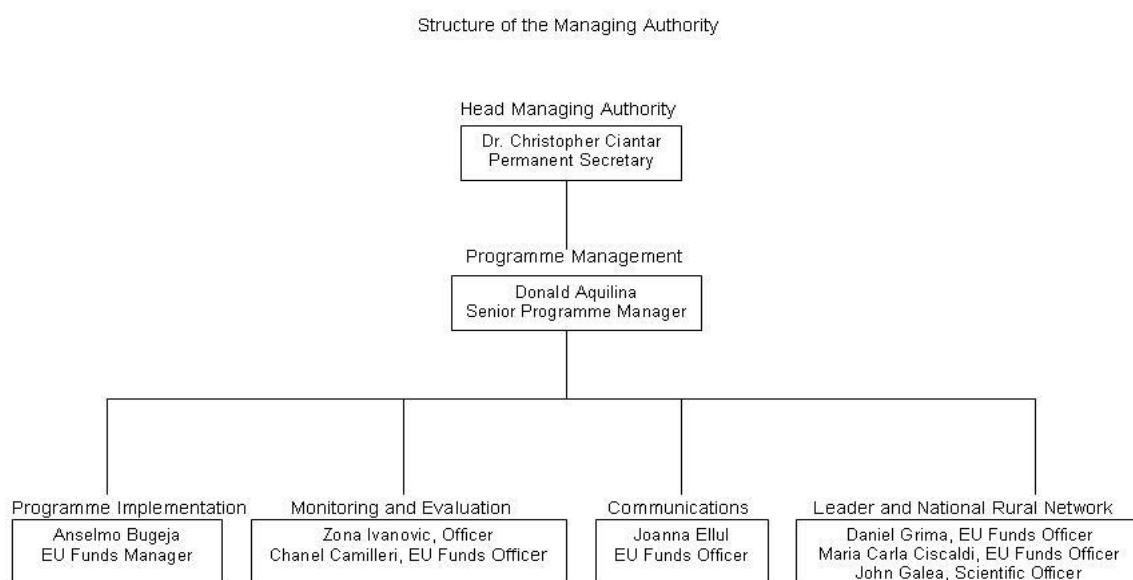 Structure of the Managing Authority
Head Managing Authority
Dr. Christopher Ciantar
Permanent Secretary
Programme Management
Donald Aquilina
Senior Programme Manager
Programme Implementation
Anselmo Bugeja
EU Funds Manager
Monitoring and Evaluation
Zona Ivanovic, Officer
Chanel Camilleri, EU Funds Officer
Communications
Joanna Ellul
EU Funds Officer
Leader and National Rural Network
Daniel Grima, EU Funds Officer
Maria Carla Ciscaldi, EU Funds Officer
John Galea, Scientific Officer